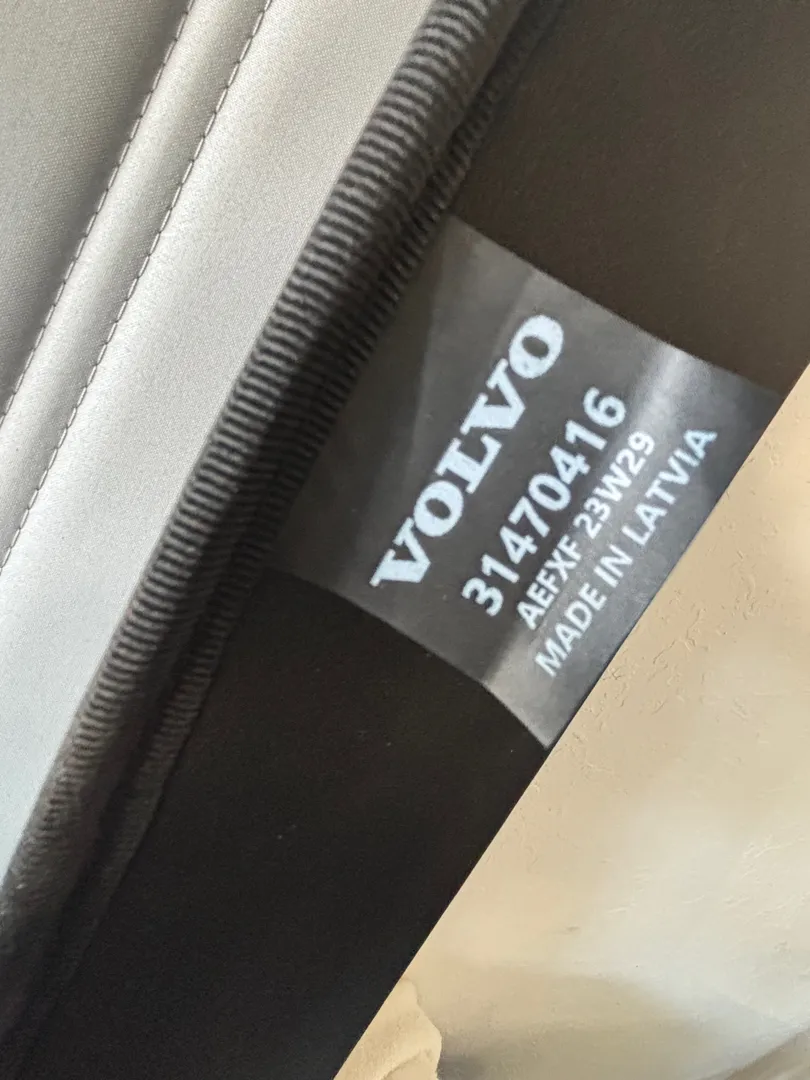 VOLVO
31470416
AEFXF 23W29
MADE IN LATVIA